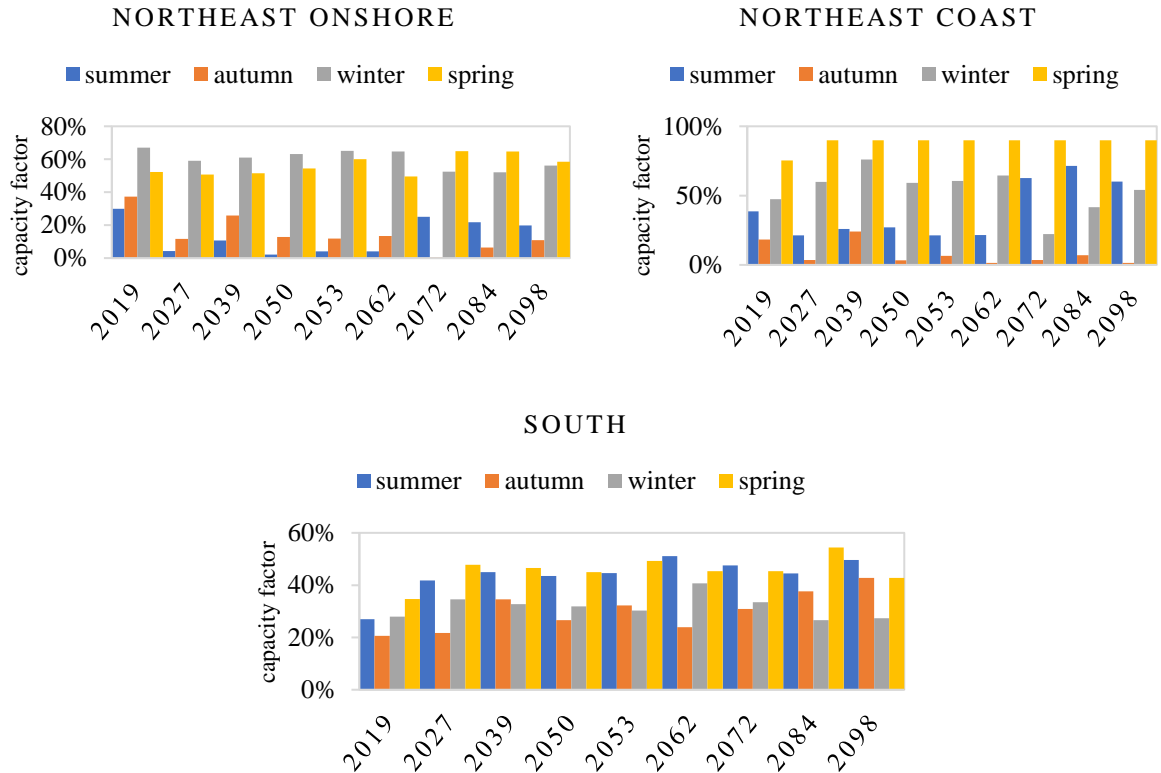 NORTHEAST ONSHORE
summer autumn winter spring
capacity factor
80%
60%
40%
20%
0%
2019 2027 2039 2050 2053 2062 2072 2084 2098
NORTHEAST COAST
summer autumn winter spring
capacity factor
100%
50%
0%
2019 2027 2039 2050 2053 2062 2072 2084 2098
SOUTH
summer autumn winter spring
capacity factor
60%
40%
20%
0%
2019 2027 2039 2050 2053 2062 2072 2084 2098